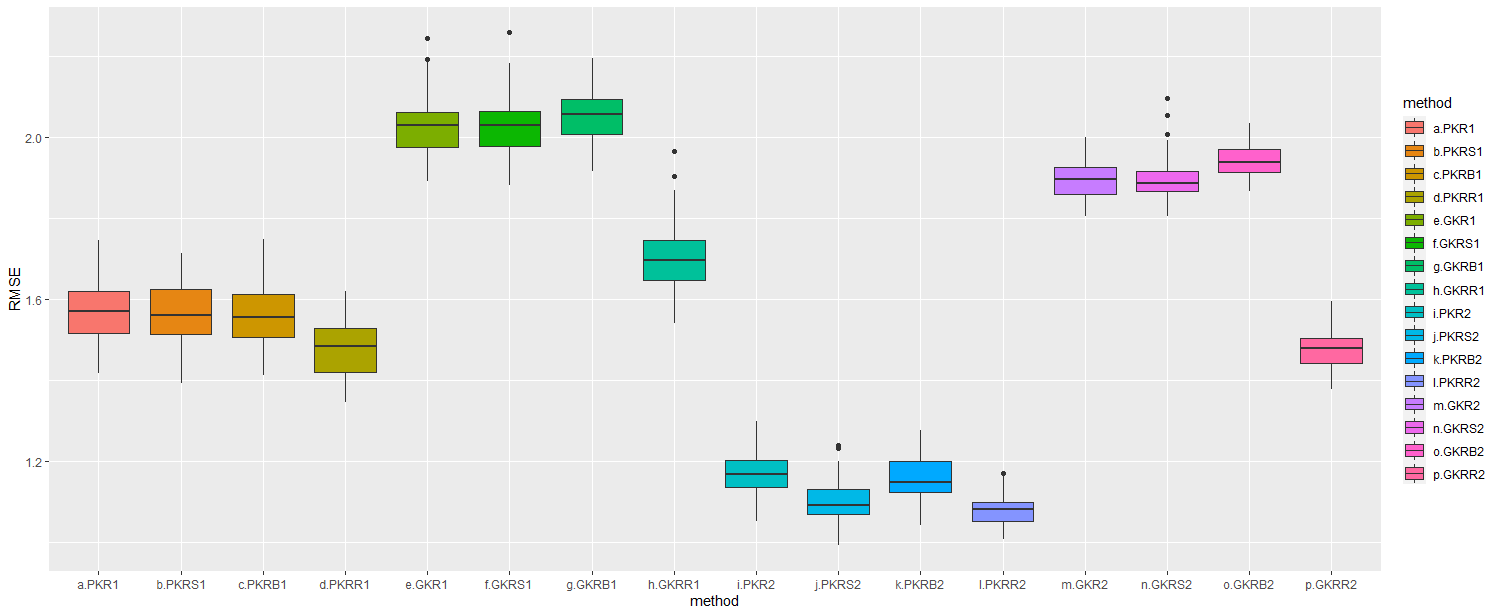 RMSE
2.0
1.6
1.2
a.PKR1 b.PKRS1 c.PKRB1 d.PKRR1 e.GKR1 f.GKRS1 g.GKRB1 h.GKRR1 i.PKR2 j.PKRS2 k.PKRB2 l.PKRR2 m.GKR2 n.GKRS2 o.GKRB2 p.GKRR2
method
method
a.PKR1
b.PKRS1
c.PKRB1
d.PKRR1
e.GKR1
f.GKRS1
g.GKRB1
h.GKRR1
i.PKR2
j.PKRS2
k.PKRB2
l.PKRR2
m.GKR2
n.GKRS2
o.GKRB2
p.GKRR2